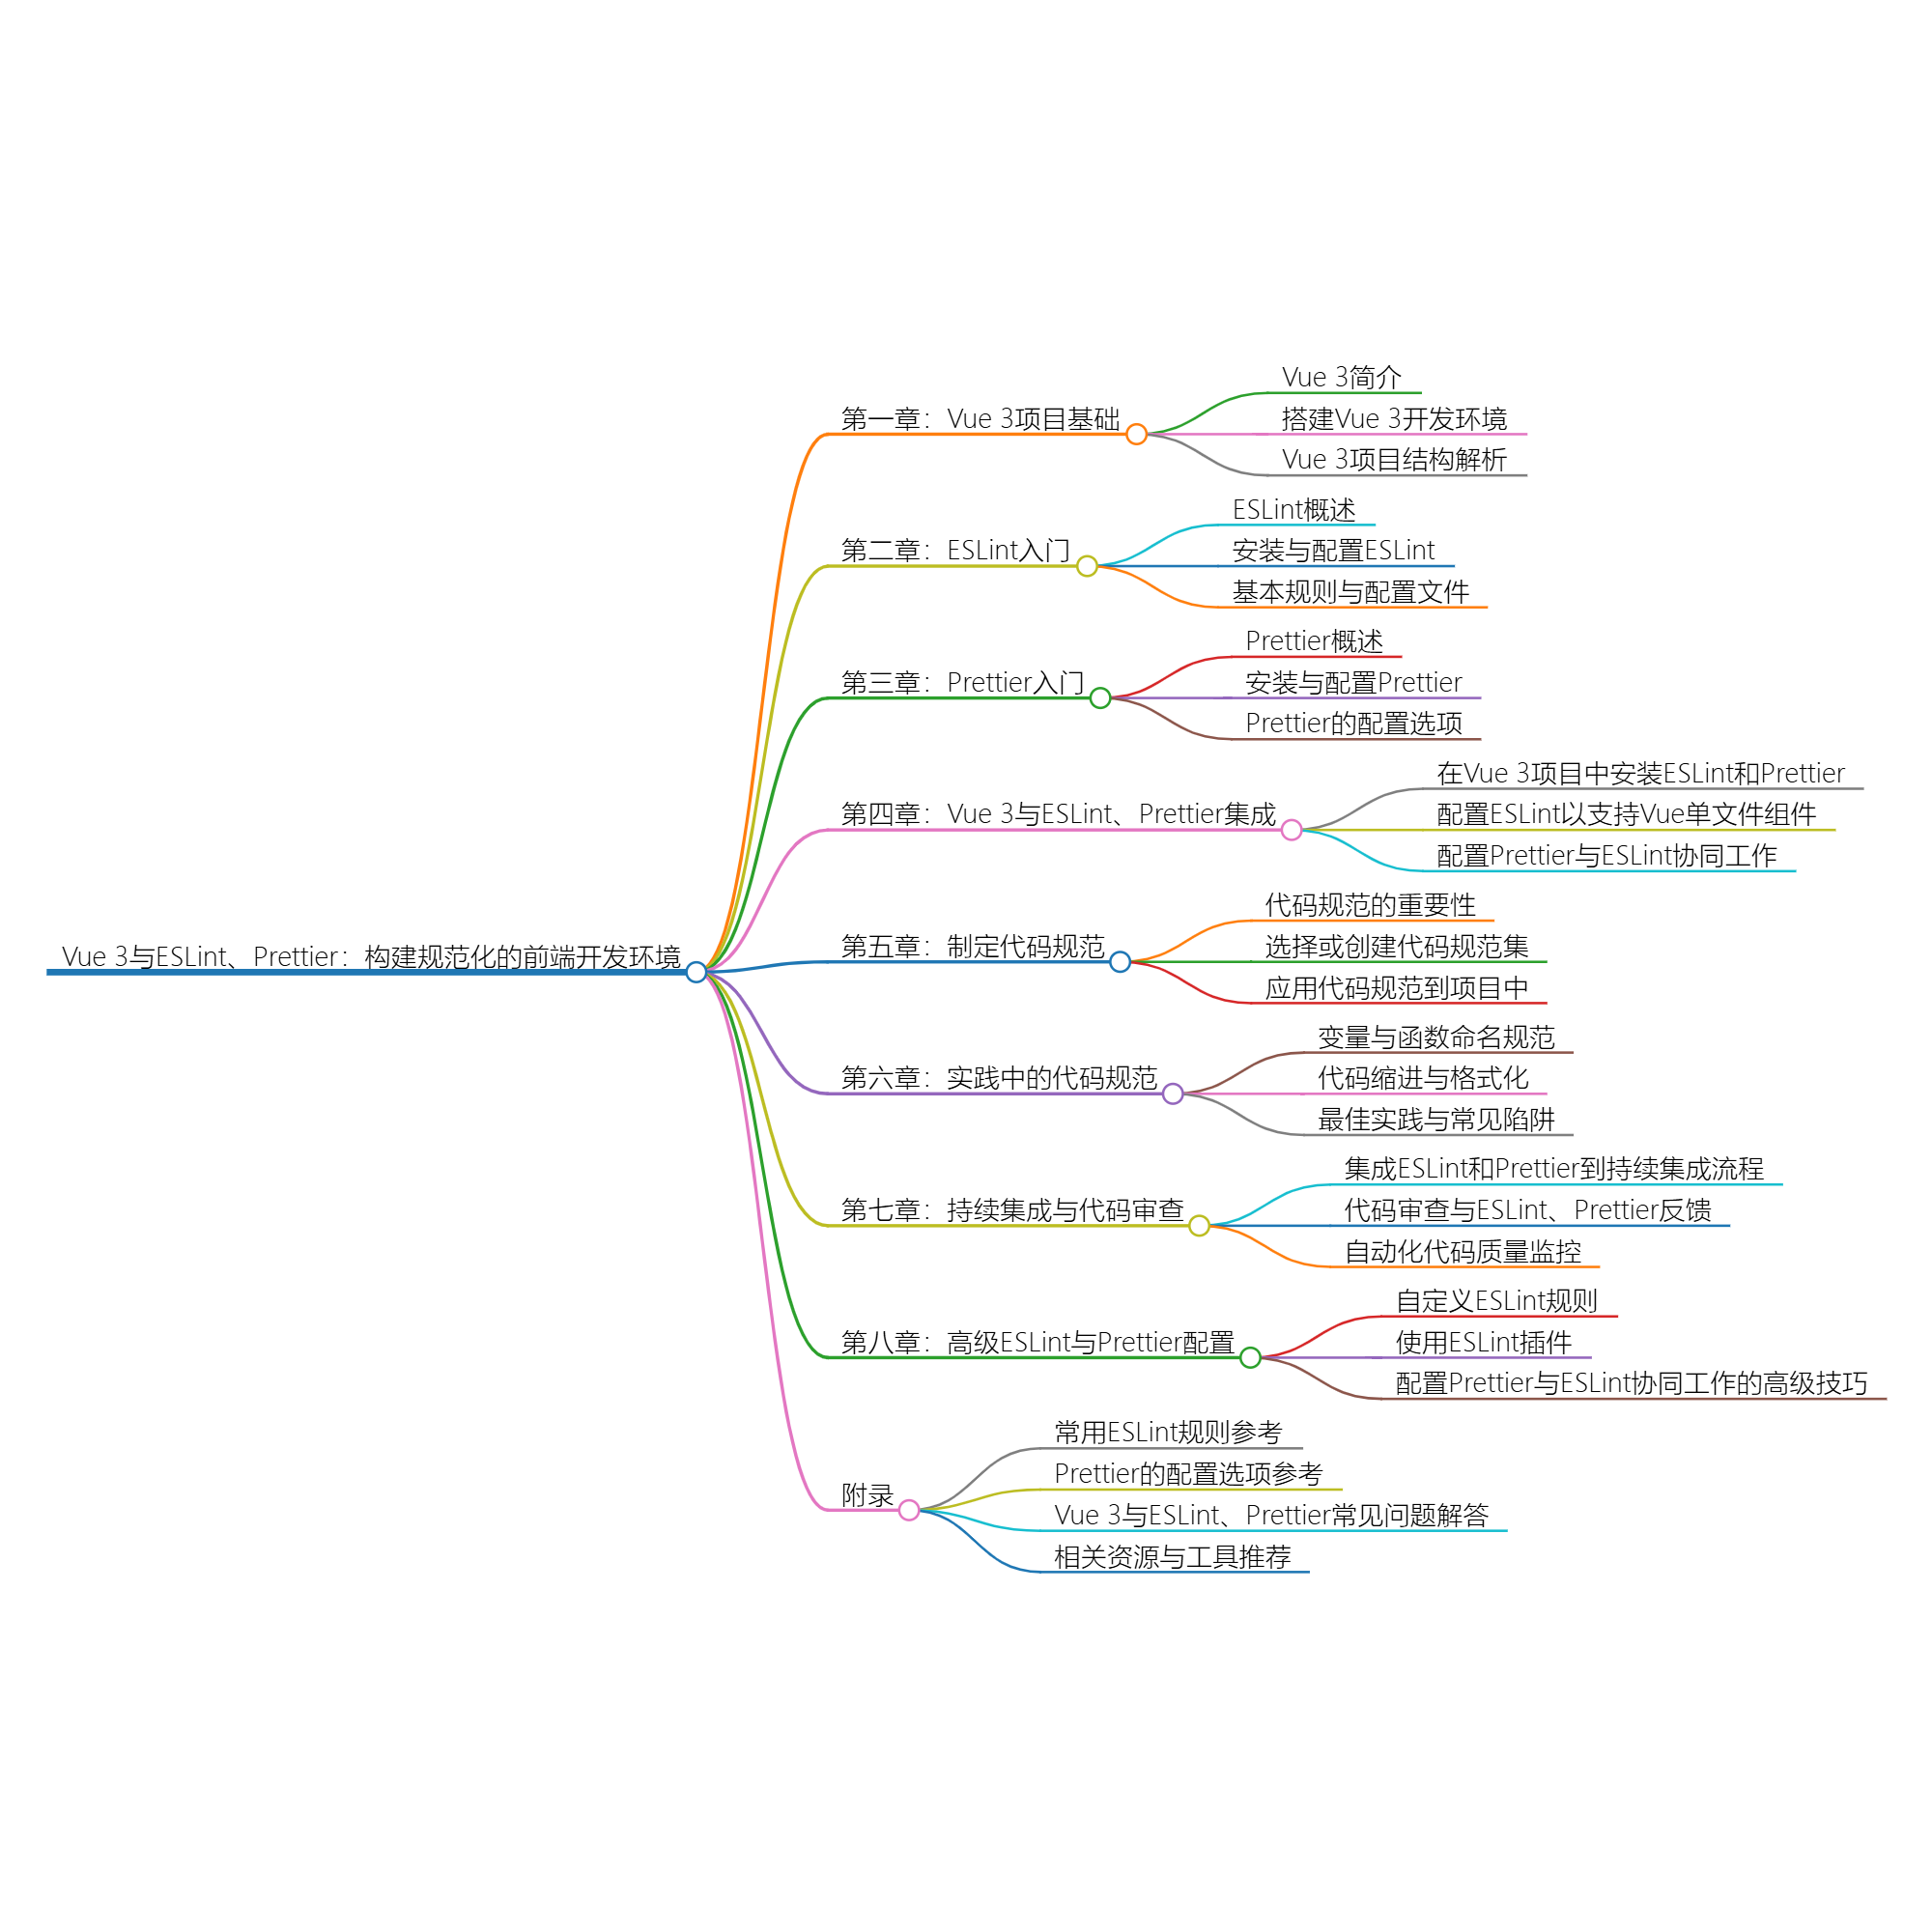 Vue 3与ESLint、Prettier：构建规范化的前端开发环境
第一章：Vue 3项目基础
Vue 3简介
搭建Vue 3开发环境
Vue 3项目结构解析
第二章：ESLint入门
ESLint概述
安装与配置ESLint
基本规则与配置文件
第三章：Prettier入门
Prettier概述
安装与配置Prettier
Prettier的配置选项
第四章：Vue 3与ESLint、Prettier集成
在Vue 3项目中安装ESLint和Prettier
配置ESLint以支持Vue单文件组件
配置Prettier与ESLint协同工作
第五章：制定代码规范
代码规范的重要性
选择或创建代码规范集
应用代码规范到项目中
第六章：实践中的代码规范
变量与函数命名规范
代码缩进与格式化
最佳实践与常见陷阱
第七章：持续集成与代码审查
集成ESLint和Prettier到持续集成流程
代码审查与ESLint、Prettier反馈
自动化代码质量监控
第八章：高级ESLint与Prettier配置
自定义ESLint规则
使用ESLint插件
配置Prettier与ESLint协同工作的高级技巧
附录
常用ESLint规则参考
Prettier的配置选项参考
Vue 3与ESLint、Prettier常见问题解答
相关资源与工具推荐